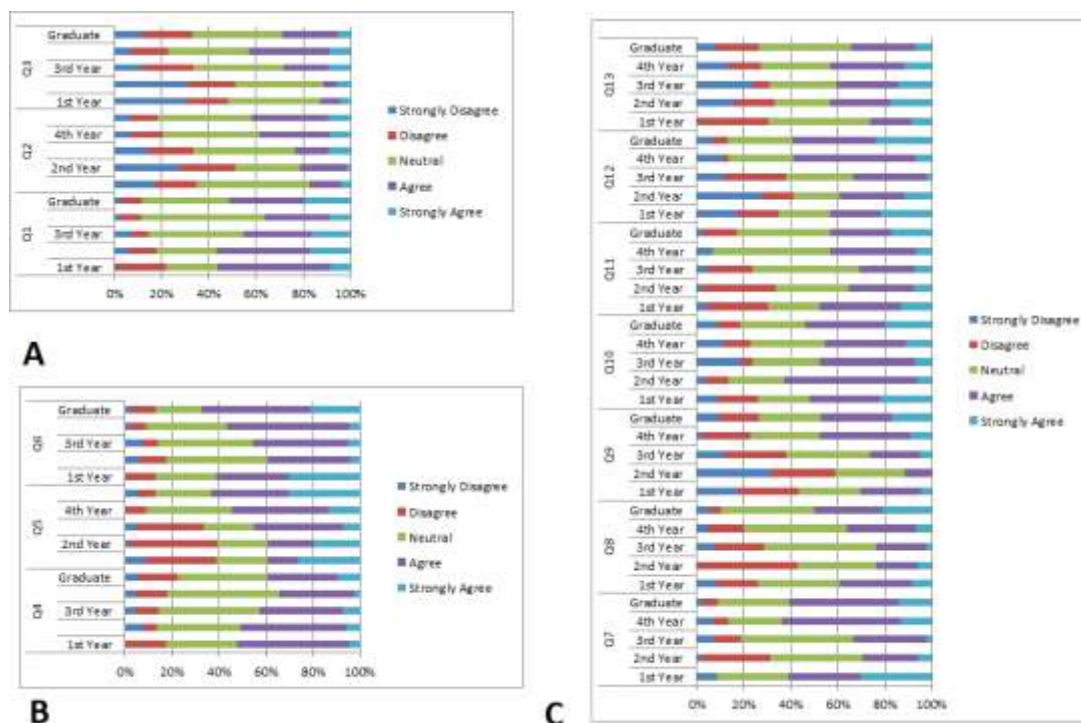 Q3
Graduate
3rd Year
1st Year
Q2
4th Year
2nd Year
Q1
Graduate
3rd Year
1st Year
0% 20% 40% 60% 80% 100%
Strongly Disagree
Disagree
Neutral
Agree
Strongly Agree
A
Q6
Graduate
3rd Year
1st Year
Q5
4th Year
2nd Year
Q4
Graduate
3rd Year
1st Year
0% 20% 40% 60% 80% 100%
Strongly Disagree
Disagree
Neutral
Agree
Strongly Agree
B
Q13
Graduate
4th Year
3rd Year
2nd Year
1st Year
Q12
Graduate
4th Year
3rd Year
2nd Year
1st Year
Q11
Graduate
4th Year
3rd Year
2nd Year
1st Year
Q10
Graduate
4th Year
3rd Year
2nd Year
1st Year
Q9
Graduate
4th Year
3rd Year
2nd Year
1st Year
Q8
Graduate
4th Year
3rd Year
2nd Year
1st Year
Q7
Graduate
4th Year
3rd Year
2nd Year
1st Year
0% 20% 40% 60% 80% 100%
Strongly Disagree
Disagree
Neutral
Agree
Strongly Agree
C